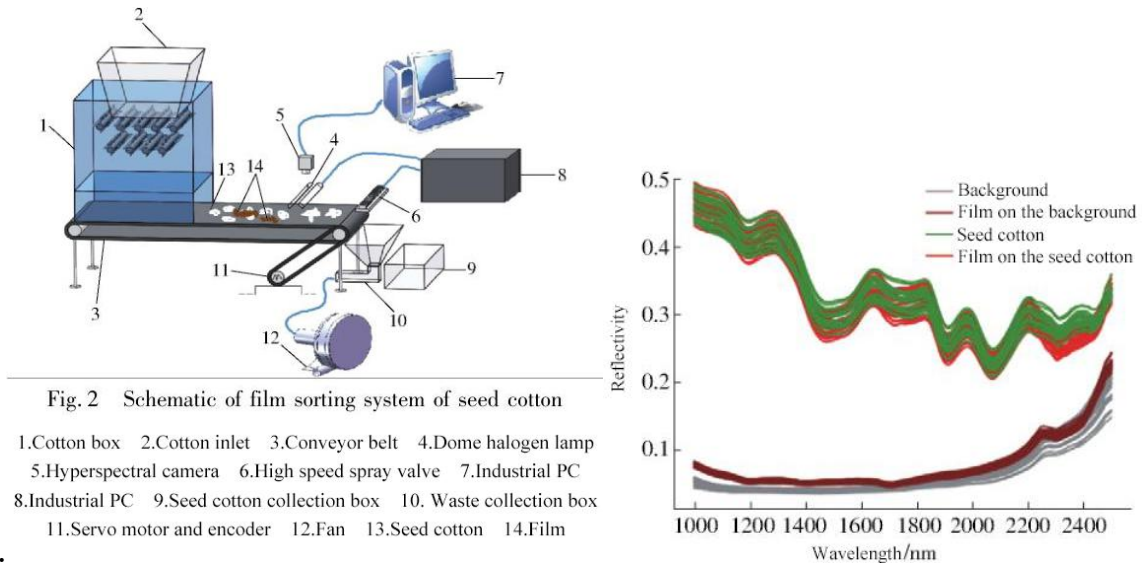 2
7
5
4
1
13
14
8
6
9
11
10
3
12
Fig. 2 Schematic of film sorting system of seed cotton
1.Cotton box 2.Cotton inlet 3.Conveyor belt 4.Dome halogen lamp
5.Hyperspectral camera 6.High speed spray valve 7.Industrial PC
8.Industrial PC 9.Seed cotton collection box 10. Waste collection box
11.Servo motor and encoder 12.Fan 13.Seed cotton 14.Film
.
Reflectivity
0.5
0.4
0.3
0.2
0.1
Background
Film on the background
Seed cotton
Film on the seed cotton
1000 1200 1400 1600 1800 2000 2200 2400
Wavelength/nm